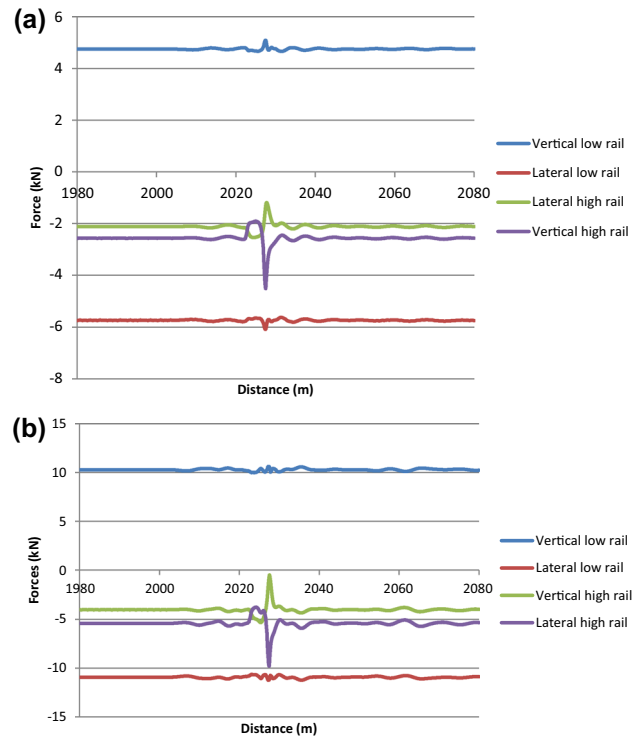 (a)
6
4
2
0
1980 2000 2020 2040 2060 2080
-2
-4
-6
-8
Force (kN)
Distance (m)
Vertical low rail
Lateral low rail
Lateral high rail
Vertical high rail
(b)
15
10
5
0
1980 2000 2020 2040 2060 2080
-5
-10
-15
Forces (kN)
Distance (m)
Vertical low rail
Lateral low rail
Vertical high rail
Lateral high rail